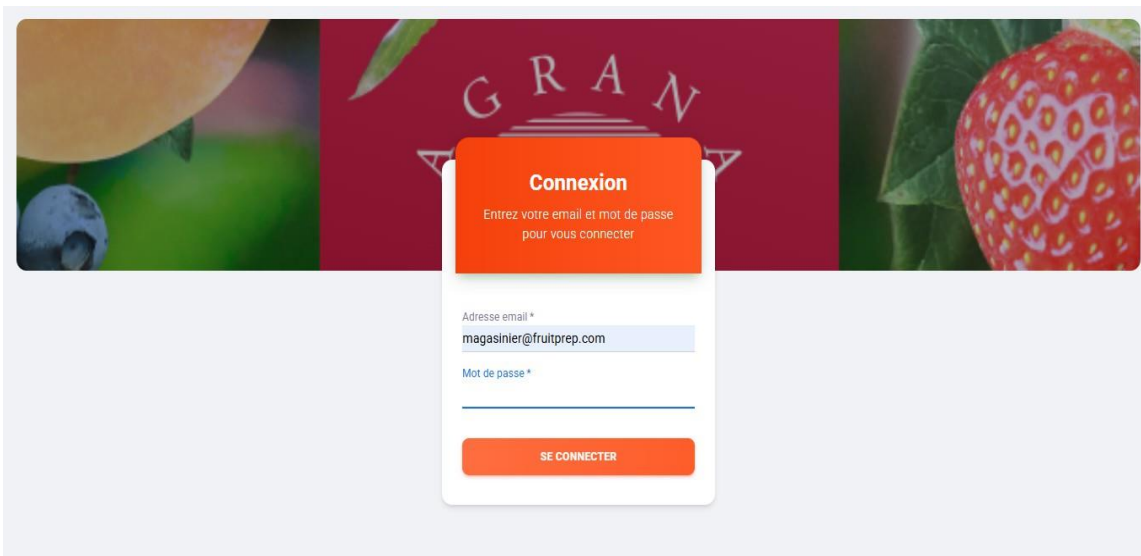 GRAN
Connexion
Entrez votre email et mot de passe
pour vous connecter
Adresse email *
magasinier@fruitprep.com
Mot de passe *
SE CONNECTER